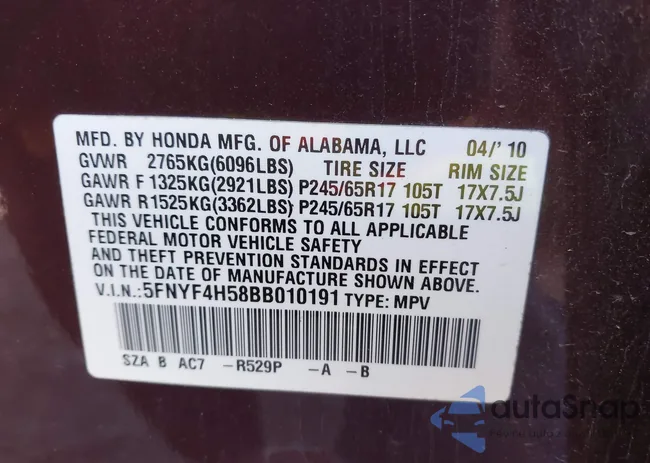 MFD. BY HONDA MFG. OF ALABAMA, LLC 04/' 10
GVWR 2765KG(6096LBS) TIRE SIZE RIM SIZE
GAWR F1325KG(2921LBS) P245/65R17 105T 17X7.5J
GAWR R1525KG(3362LBS) P245/65R17 105T 17X7.5J
THIS VEHICLE CONFORMS TO ALL APPLICABLE
FEDERAL MOTOR VEHICLE SAFETY
AND THEFT PREVENTION STANDARDS IN EFFECT
ON THE DATE OF MANUFACTURE SHOWN ABOVE.
V.I.N.:5FNYF4H58BB010191 TYPE: MPV
SZA B AC7 -R529P -A -B
autoSnap